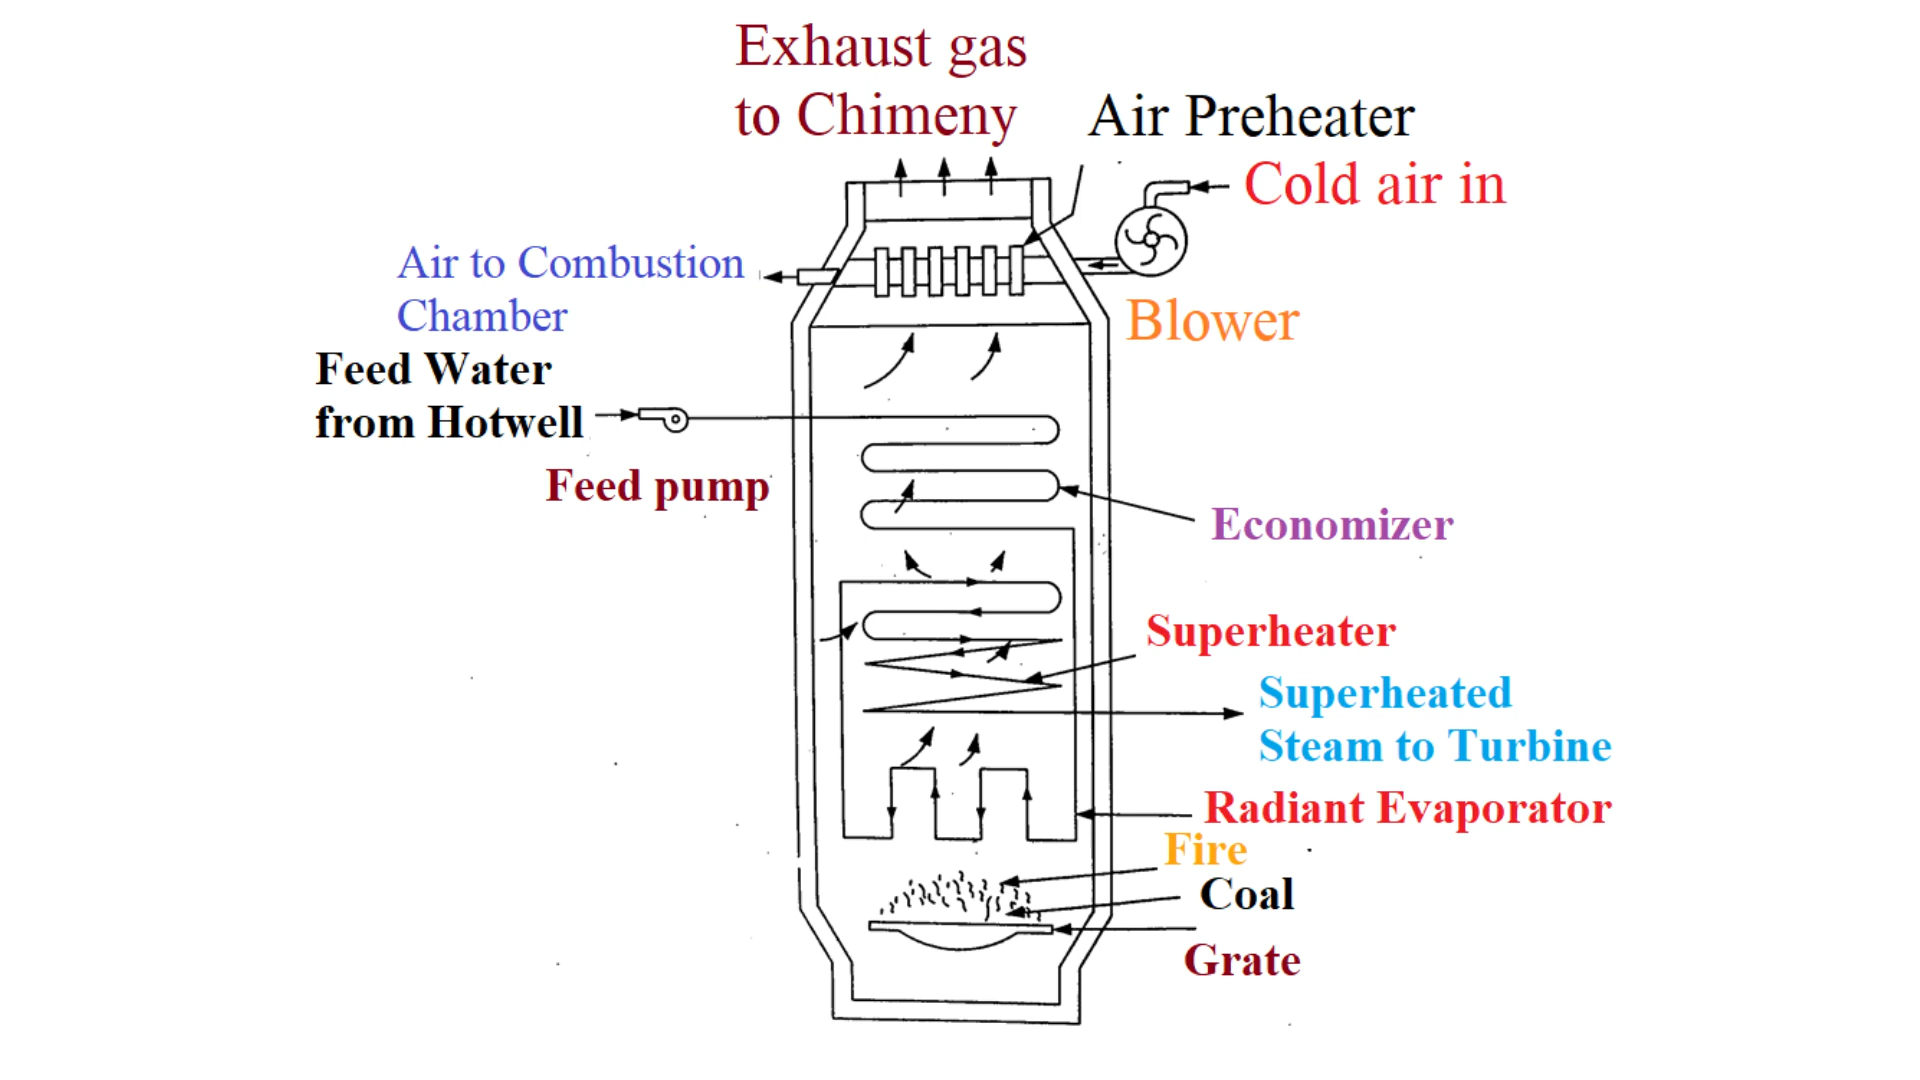 Exhaust gas
to Chimeny
Air Preheater
Cold air in
Air to Combustion
Chamber
Blower
Feed Water
from Hotwell
Feed pump
Economizer
Superheater
Superheated
Steam to Turbine
Radiant Evaporator
Fire
Coal
Grate